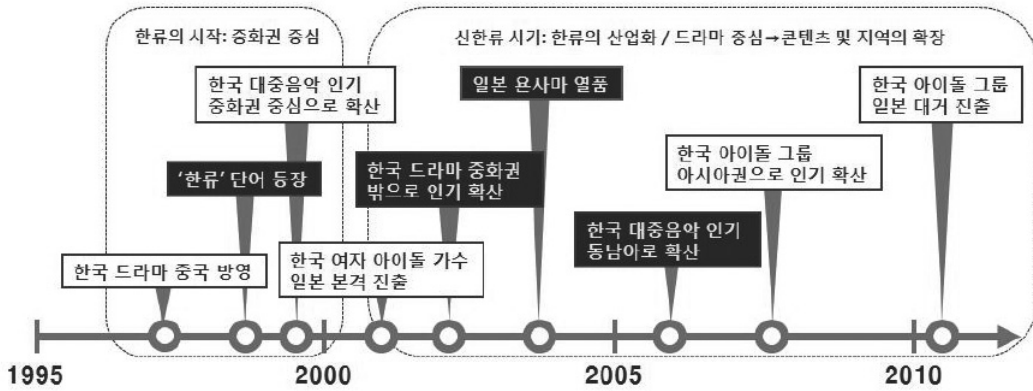 한류의 시작: 중화권 중심
신한류 시기: 한류의 산업화 / 드라마 중심→콘텐츠 및 지역의 확장
한국 대중음악 인기
중화권 중심으로 확산
일본 욘사마 열풍
한국 아이돌 그룹
일본 대거 진출
‘한류’ 단어 등장
한국 드라마 중화권
밖으로 인기 확산
한국 아이돌 그룹
아시아권으로 인기 확산
한국 드라마 중국 방영
한국 여자 아이돌 가수
일본 본격 진출
한국 대중음악 인기
동남아로 확산
1995
2000
2005
2010